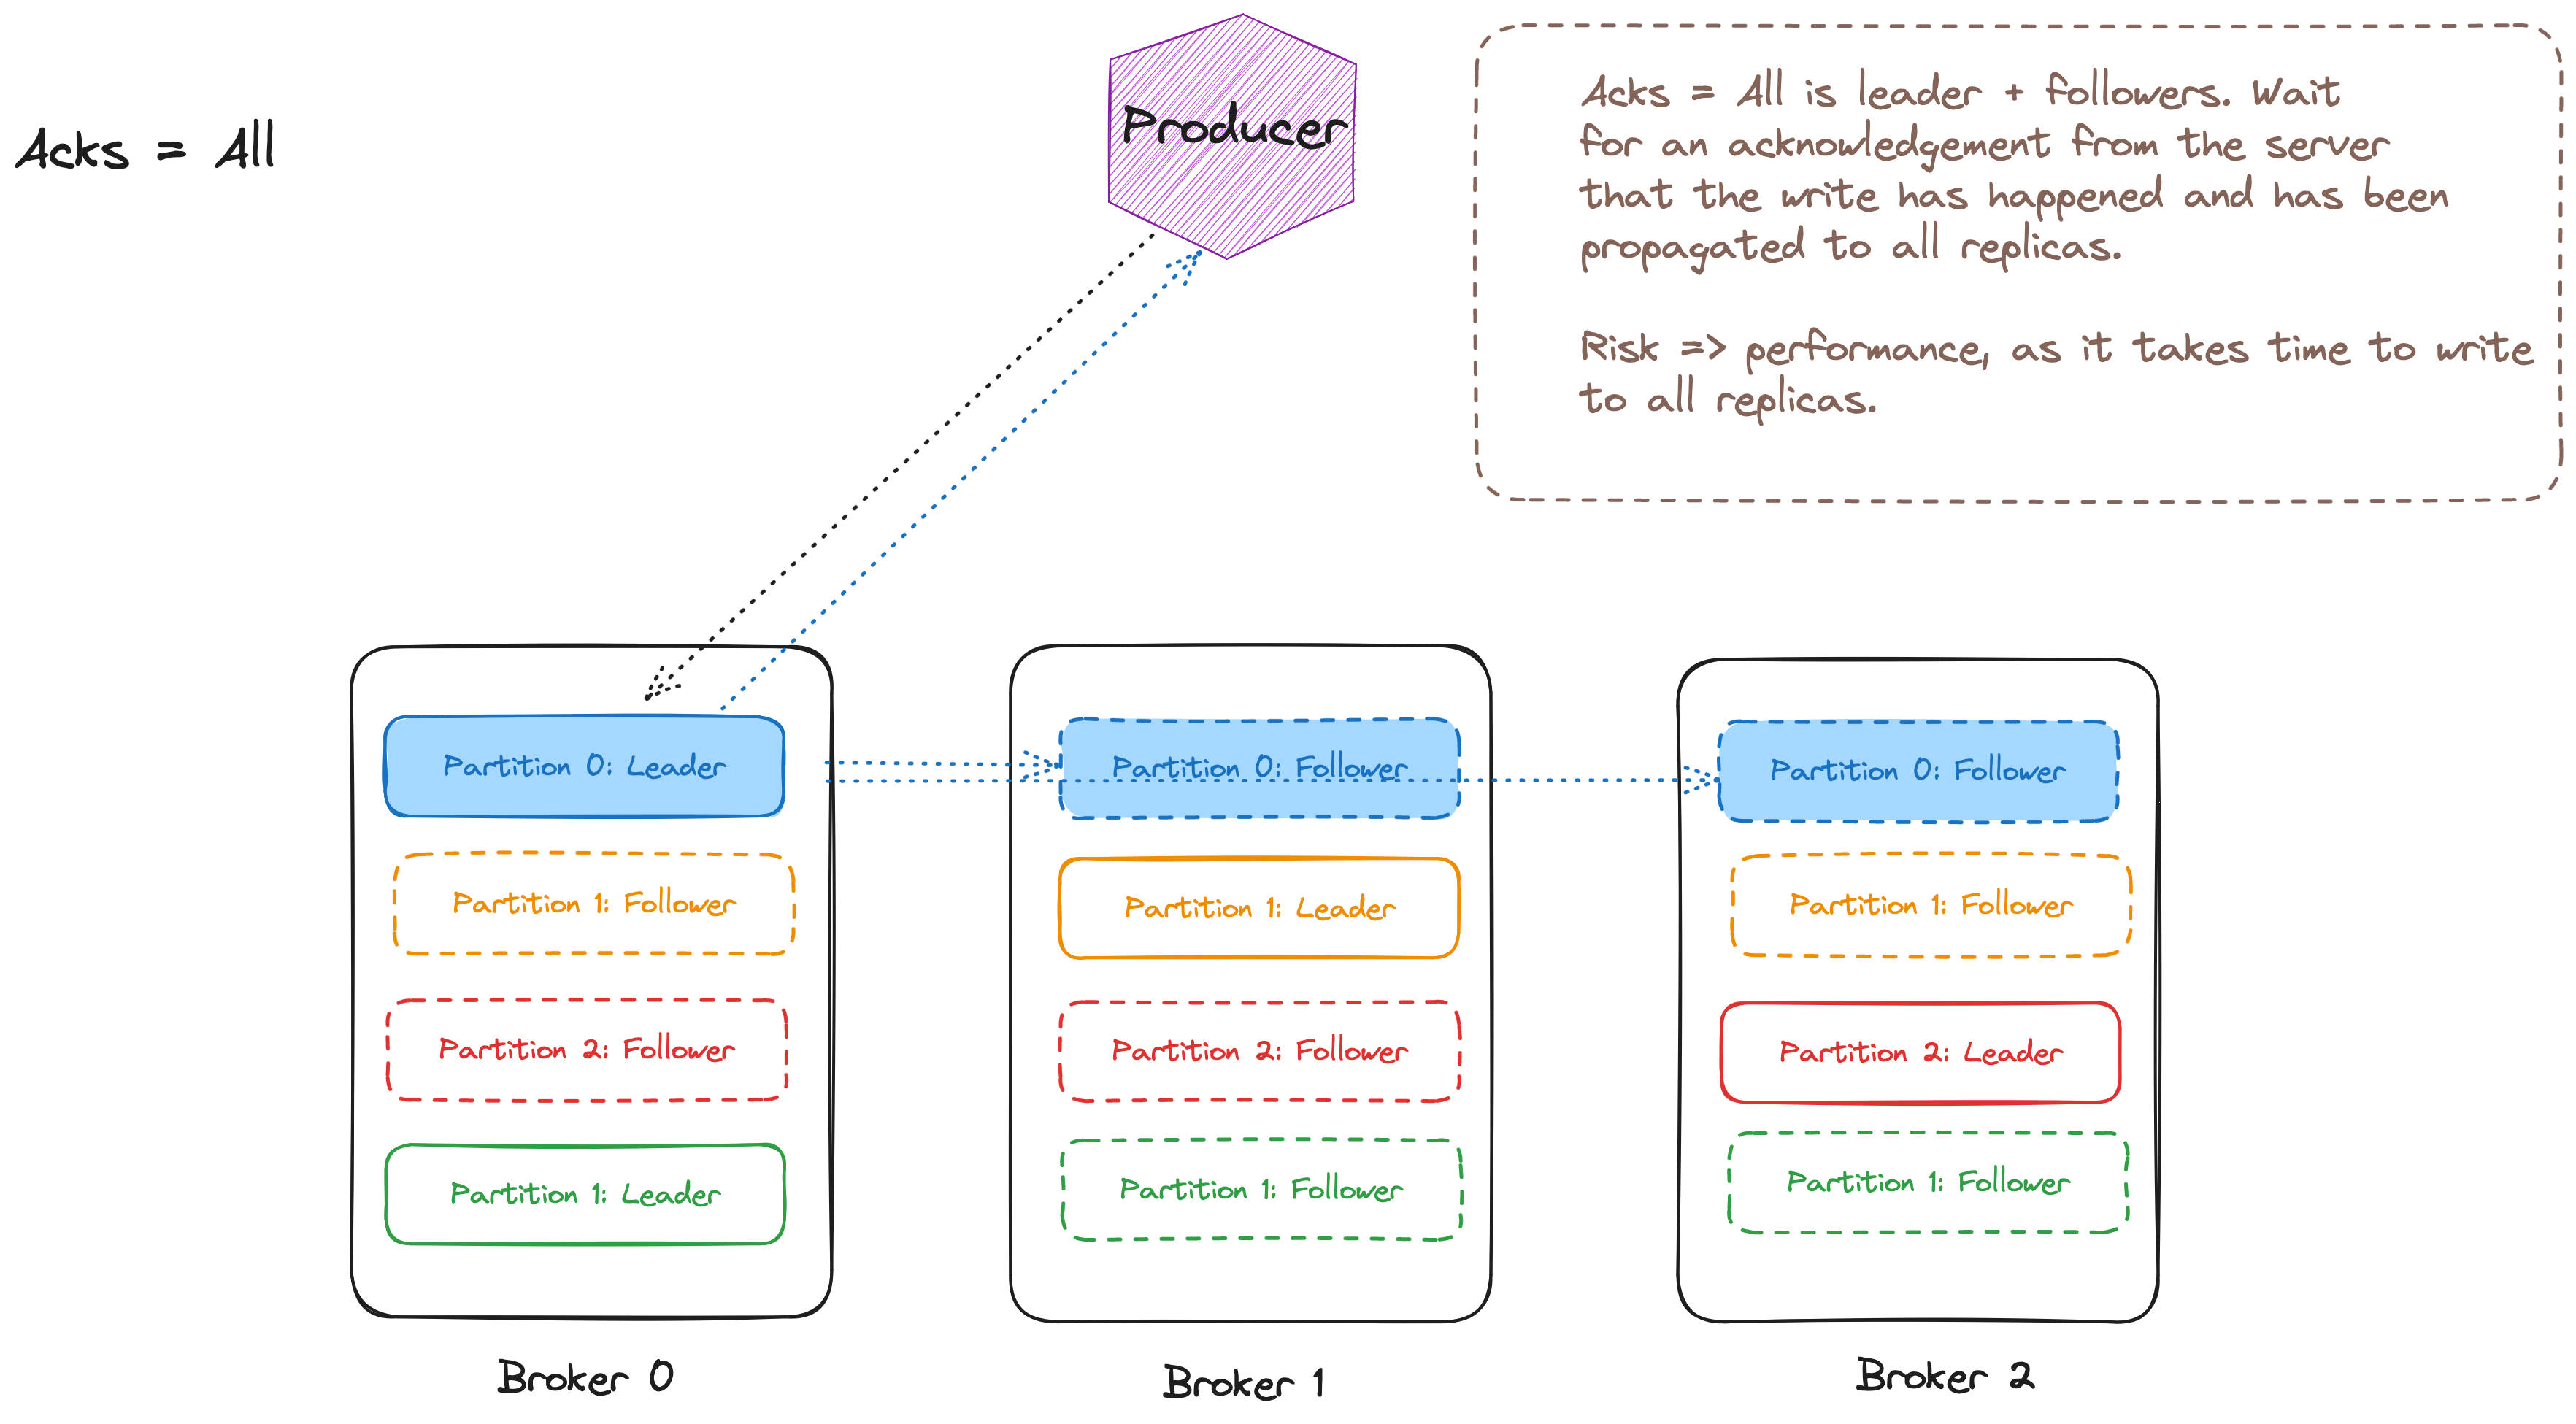 Acks = All
Producer
Acks = All is leader + followers. Wait
for an acknowledgement from the server
that the write has happened and has been
propagated to all replicas.
Risk => performance, as it takes time to write
to all replicas.
Partition 0: Leader
Partition 1: Follower
Partition 2: Follower
Partition 1: Leader
Broker 0
Partition 0: Follower
Partition 1: Leader
Partition 2: Follower
Partition 1: Follower
Broker 1
Partition 0: Follower
Partition 1: Follower
Partition 2: Leader
Partition 1: Follower
Broker 2